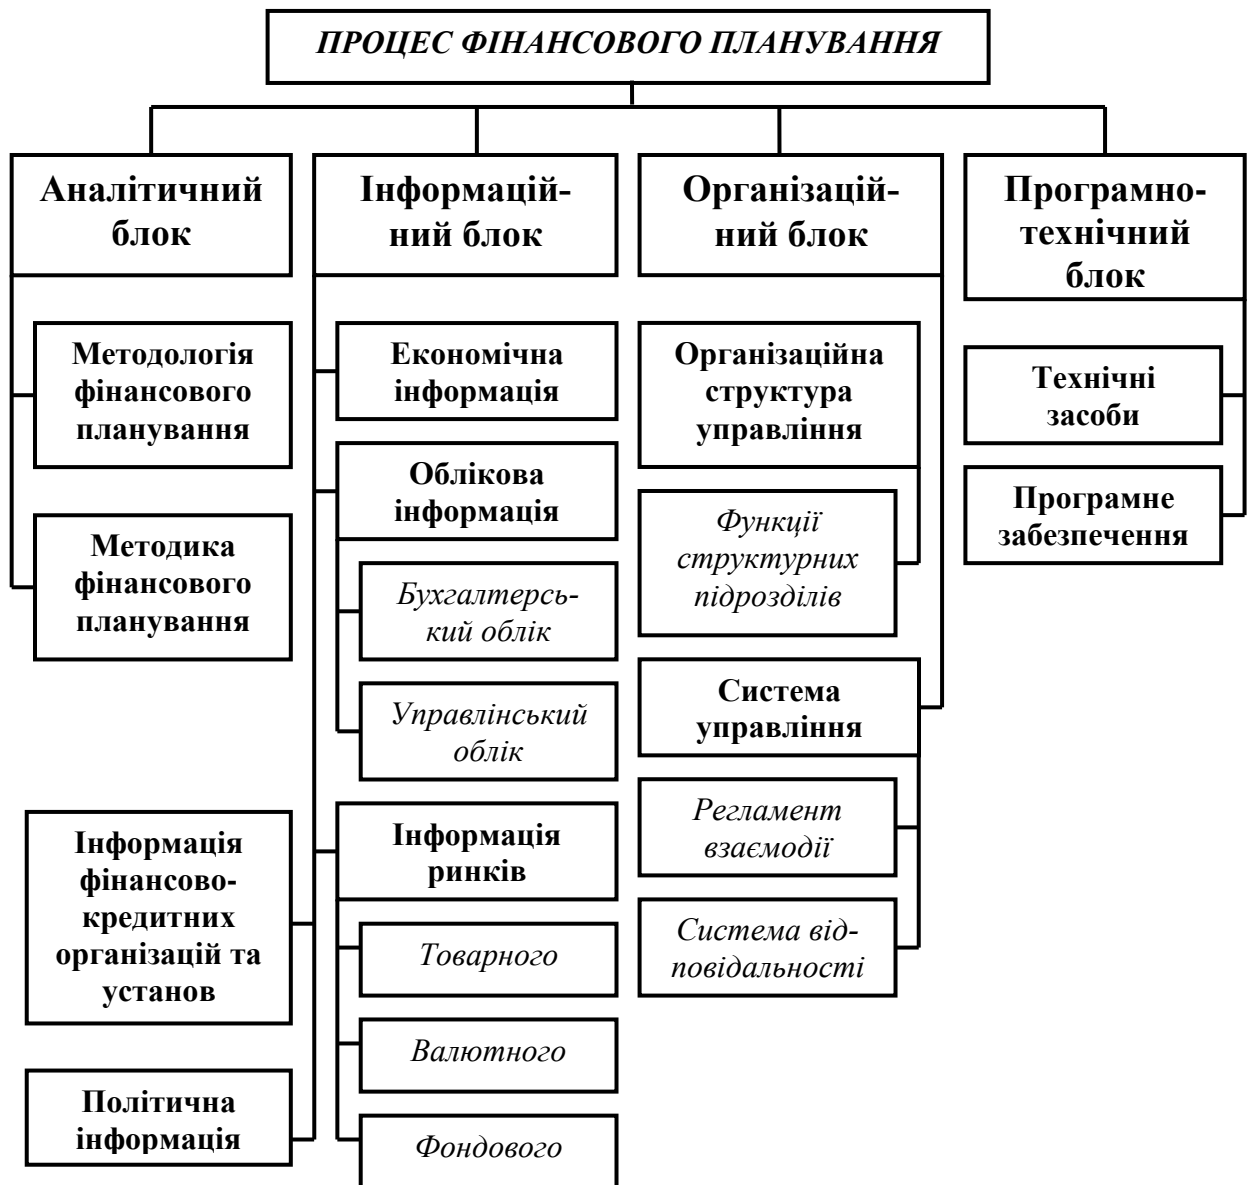 ПРОЦЕС ФІНАНСОВОГО ПЛАНУВАННЯ
Аналітичний
блок
Методологія
фінансового
планування
Методика
фінансового
планування
Інформацій-
ний блок
Економічна
інформація
Облікова
інформація
Бухгалтерсь-
кий облік
Управлінський
облік
Інформація
ринків
Товарного
Валютного
Фондового
Інформація
фінансово-
кредитних
організацій та
установ
Політична
інформація
Організацій-
ний блок
Організаційна
структура
управління
Функції
структурних
підрозділів
Система
управління
Регламент
взаємодії
Система від-
повідальності
Програмно-
технічний
блок
Технічні
засоби
Програмне
забезпечення